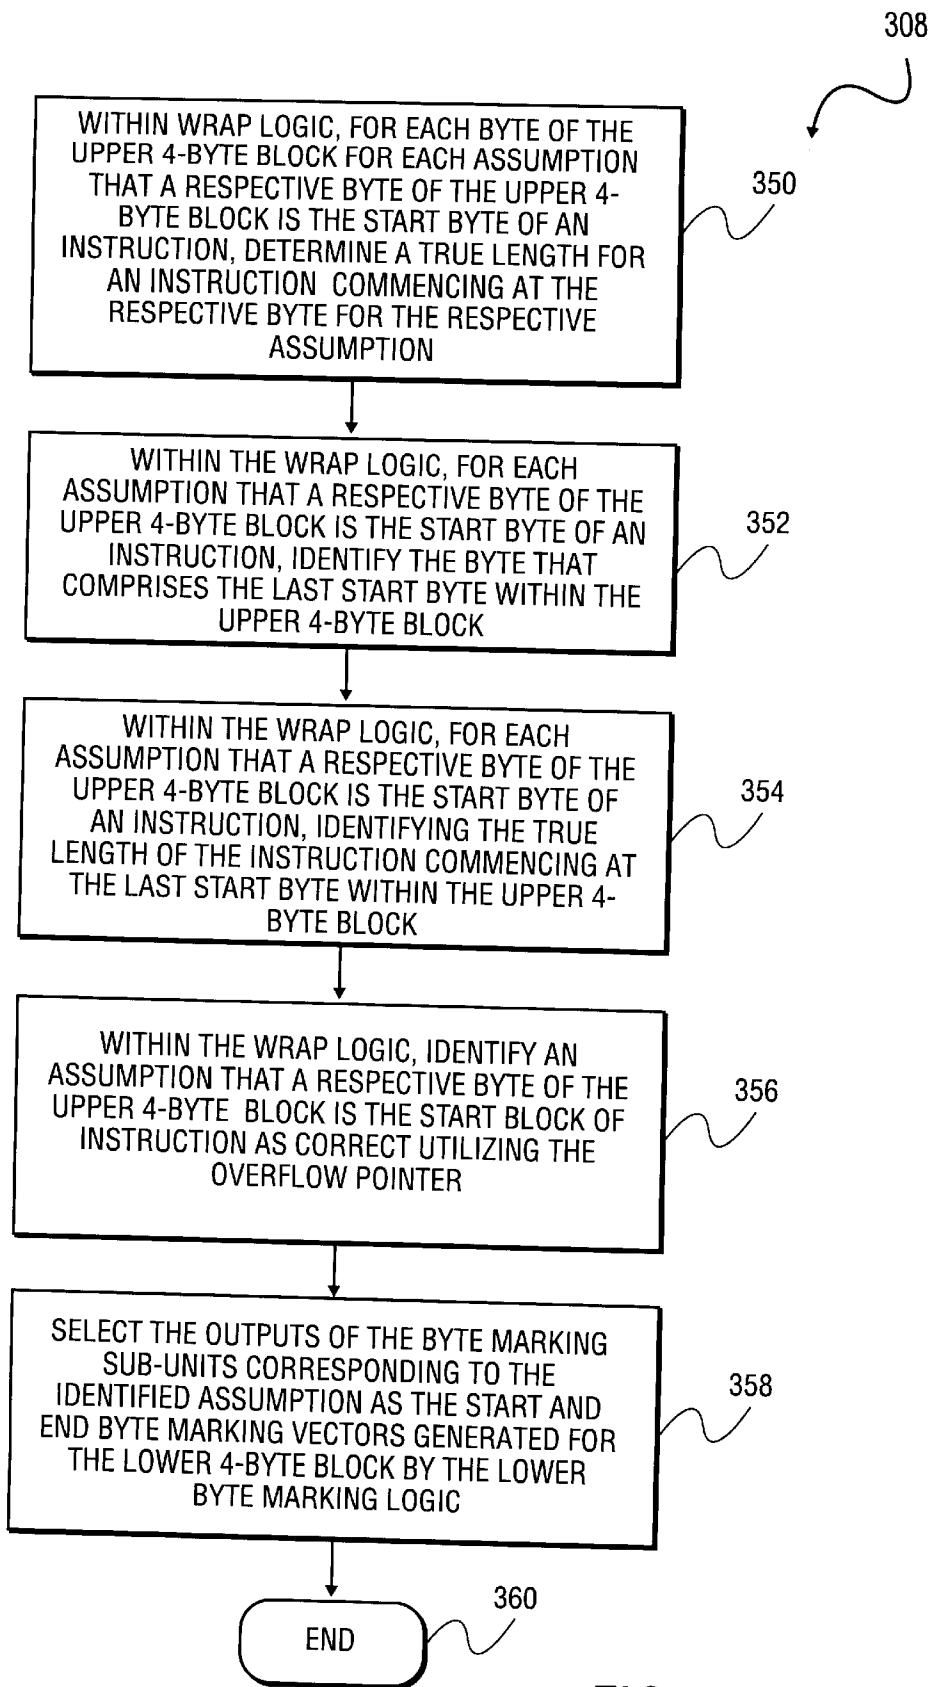 308
WITHIN WRAP LOGIC, FOR EACH BYTE OF THE
UPPER 4-BYTE BLOCK FOR EACH ASSUMPTION
THAT A RESPECTIVE BYTE OF THE UPPER 4-
BYTE BLOCK IS THE START BYTE OF AN
INSTRUCTION, DETERMINE A TRUE LENGTH FOR
AN INSTRUCTION COMMENCING AT THE
RESPECTIVE BYTE FOR THE RESPECTIVE
ASSUMPTION
350
WITHIN THE WRAP LOGIC, FOR EACH
ASSUMPTION THAT A RESPECTIVE BYTE OF THE
UPPER 4-BYTE BLOCK IS THE START BYTE OF AN
INSTRUCTION, IDENTIFY THE BYTE THAT
COMPRISES THE LAST START BYTE WITHIN THE
UPPER 4-BYTE BLOCK
352
WITHIN THE WRAP LOGIC, FOR EACH
ASSUMPTION THAT A RESPECTIVE BYTE OF THE
UPPER 4-BYTE BLOCK IS THE START BYTE OF
AN INSTRUCTION, IDENTIFYING THE TRUE
LENGTH OF THE INSTRUCTION COMMENCING AT
THE LAST START BYTE WITHIN THE UPPER 4-
BYTE BLOCK
354
WITHIN THE WRAP LOGIC, IDENTIFY AN
ASSUMPTION THAT A RESPECTIVE BYTE OF THE
UPPER 4-BYTE BLOCK IS THE START BLOCK OF
INSTRUCTION AS CORRECT UTILIZING THE
OVERFLOW POINTER
356
SELECT THE OUTPUTS OF THE BYTE MARKING
SUB-UNITS CORRESPONDING TO THE
IDENTIFIED ASSUMPTION AS THE START AND
END BYTE MARKING VECTORS GENERATED FOR
THE LOWER 4-BYTE BLOCK BY THE LOWER
BYTE MARKING LOGIC
358
END
360